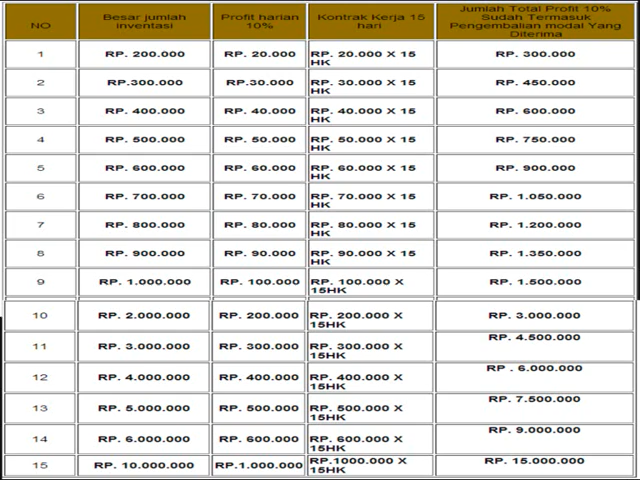 NO
Besar jumlah
inventasi
Profit harian
10%
Kontrak Kerja 15
hari
Jumlah Total Profit 10%
Sudah Termasuk
Pengembalian modal Yang
Diterima
1 RP. 200.000 RP. 20.000 RP. 20.000 X 15 RP. 300.000
HK
2 RP.300.000 RP.30.000 RP. 30.000 X 15 RP. 450.000
HK
3 RP. 400.000 RP. 40.000 RP. 40.000 X 15 RP. 600.000
HK
4 RP. 500.000 RP. 50.000 RP. 50.000 X 15 RP. 750.000
HK
5 RP. 600.000 RP. 60.000 RP. 60.000 X 15 RP. 900.000
HK
6 RP. 700.000 RP. 70.000 RP. 70.000 X 15 RP. 1.050.000
HK
7 RP. 800.000 RP. 80.000 RP. 80.000 X 15 RP. 1.200.000
HK
8 RP. 900.000 RP. 90.000 RP. 90.000 X 15 RP. 1.350.000
HK
9 RP. 1.000.000 RP. 100.000 RP. 100.000 X RP. 1.500.000
15HK
10 RP. 2.000.000 RP. 200.000 RP. 200.000 X RP. 3.000.000
15HK
11 RP. 3.000.000 RP. 300.000 RP. 300.000 X RP. 4.500.000
15HK
12 RP. 4.000.000 RP. 400.000 RP. 400.000 X RP . 6.000.000
15HK
13 RP. 5.000.000 RP. 500.000 RP. 500.000 X RP. 7.500.000
15HK
14 RP. 6.000.000 RP. 600.000 RP. 600.000 X RP. 9.000.000
15HK
15 RP. 10.000.000 RP.1.000.000 RP.1000.000 X RP. 15.000.000
15HK